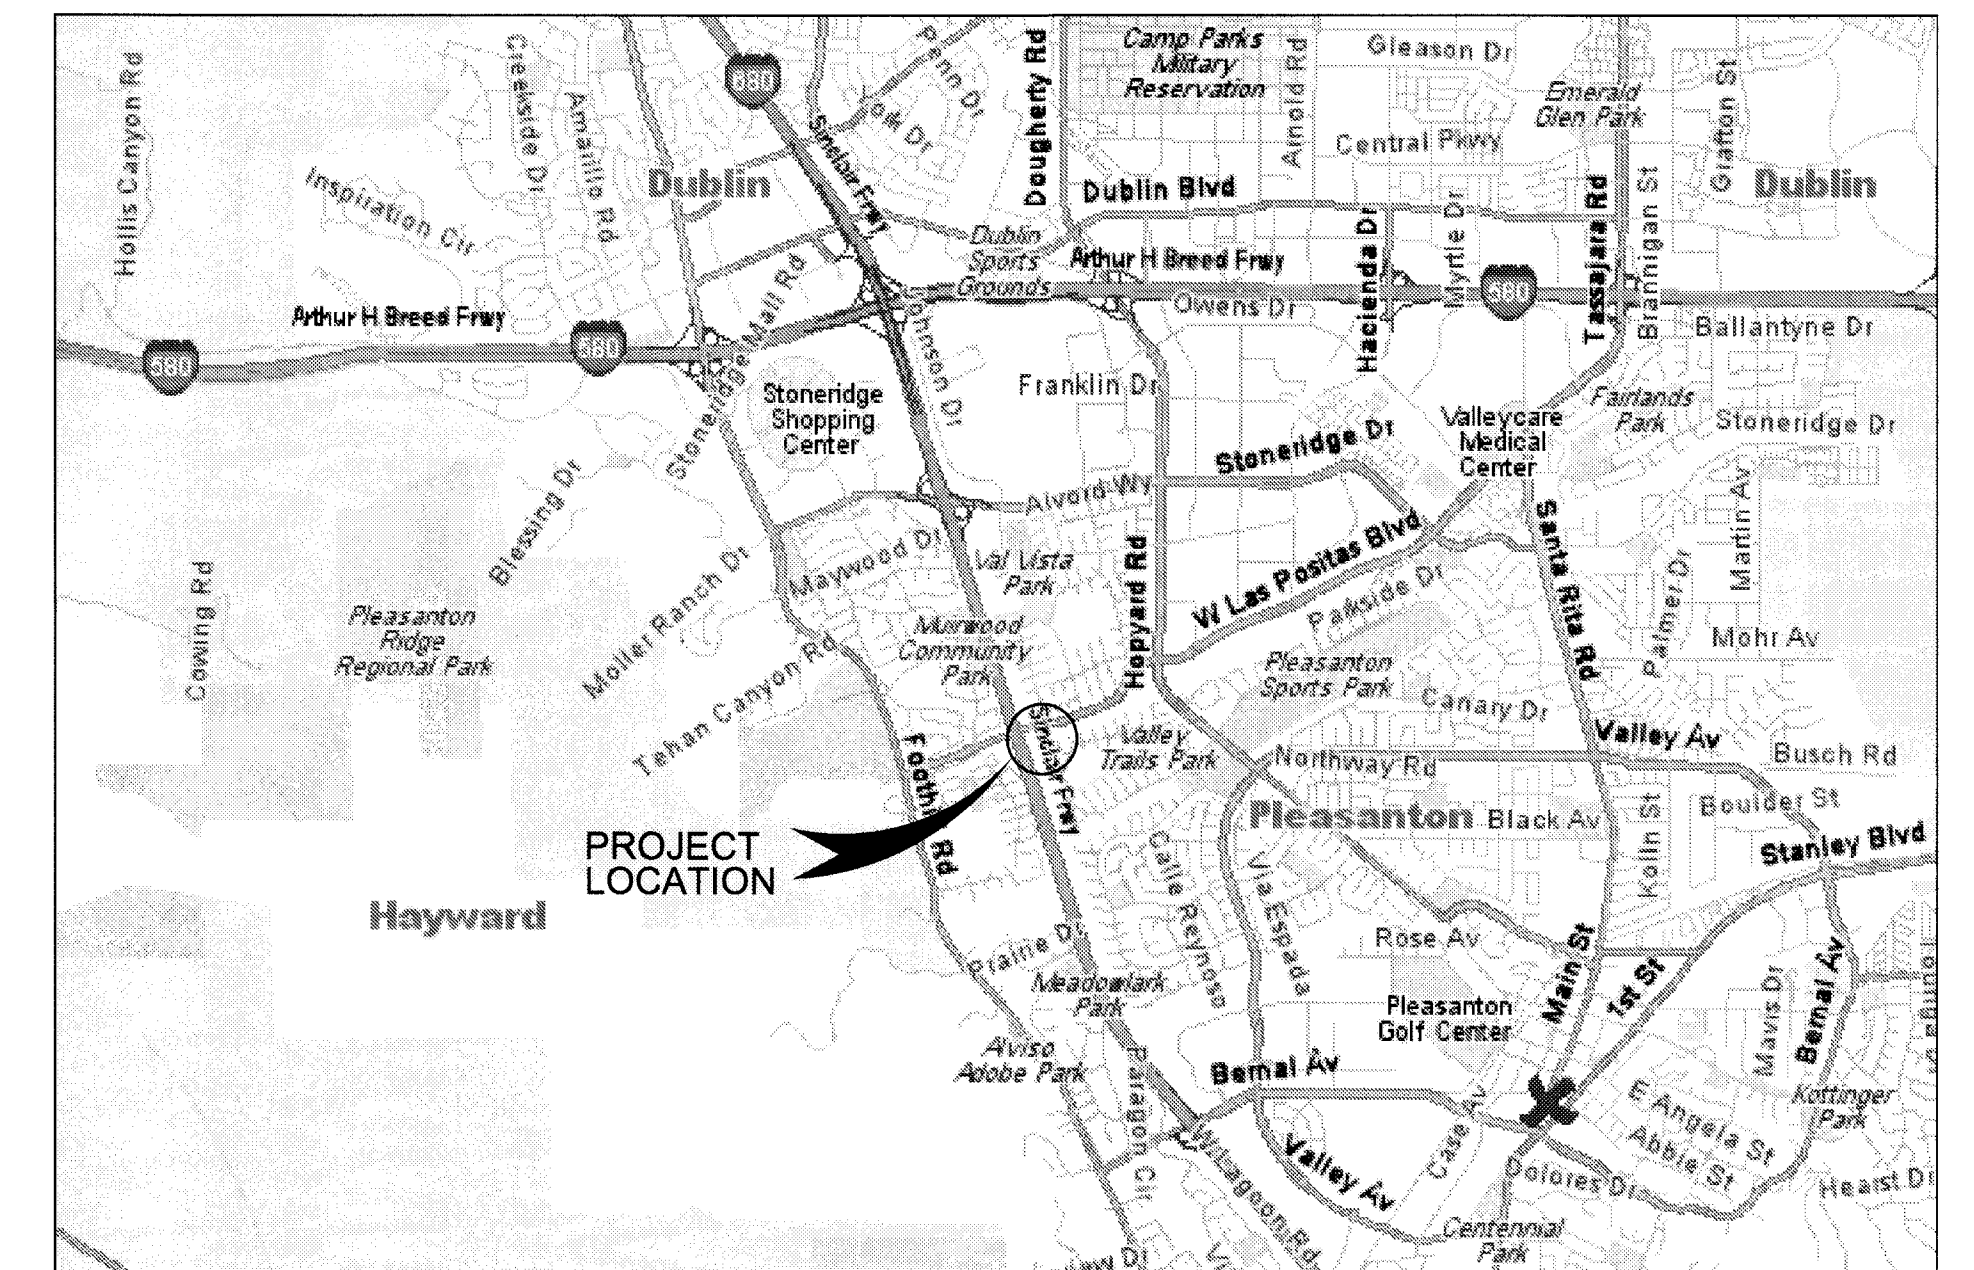 Hollis Canyon Rd
Creekside Dr
Amarillo Rd
Inspiration Cir
Dublin
680
Sinclair Frwy
Penn Dr
York Dr
Dougherty Rd
Camp Parks
Military
Reservation
Arnold Rd
Gleason Dr
Emerald
Glen Park
Central Pkwy
Grafton St
Dublin
Dublin Blvd
Tassajara Rd
Brannigan St
Hacienda Dr
Myrtle Dr
Dublin
Sports
Grounds
Arthur H Breed Frwy
Owens Dr
580
Ballantyne Dr
Arthur H Breed Frwy
580
580
Stoneridge Mall Rd
Johnson Dr
Stoneridge
Shopping
Center
Franklin Dr
Valleycare
Medical
Center
Fairlands
Park
Stoneridge Dr
Stoneridge Dr
Blessing Dr
Alvord Wy
Maywood Dr
Val Vista
Park
Hopyard Rd
W Las Positas Blvd
Parkside Dr
Santa Rita Rd
Martin Av
Palmer Dr
Mohr Av
Cowing Rd
Pleasanton
Ridge
Regional Park
Moller Ranch Dr
Tehan Canyon Rd
Muirwood
Community
Park
Pleasanton
Sports Park
Canary Dr
Sinclair Frwy
Valley
Trails Park
Northway Rd
Valley Av
Busch Rd
Foothill Rd
PROJECT
LOCATION
Pleasanton
Black Av
Boulder St
Kolln St
Stanley Blvd
Hayward
Calle Reynoso
Via Espada
Prairie Dr
Rose Av
Main St
1st St
Mavis Dr
Bernal Av
Meadowlark
Park
Pleasanton
Golf Center
Alviso
Adobe Park
Paragon Cir
Bernal Av
Case Av
E Angela St
Abbie St
Kottinger
Park
W Lagoon Rd
Valley Av
Dolores Dr
Hearst Dr
Centennial
Park